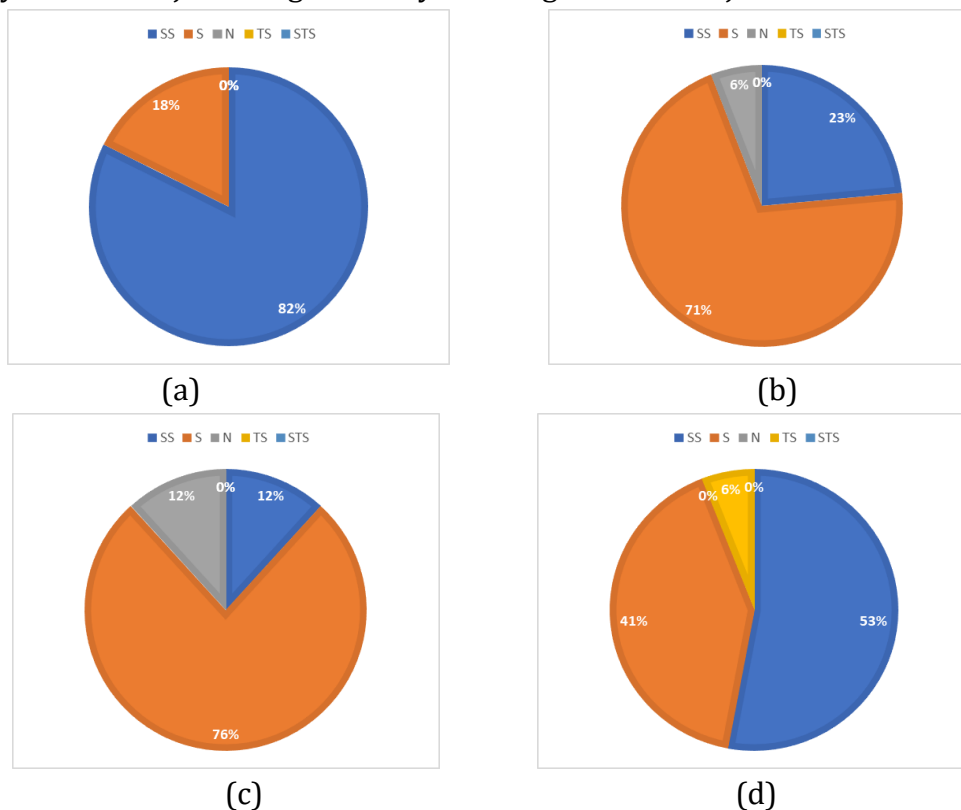 SS S N TS STS
0%
18%
82%
(a)
SS S N TS STS
6% 0%
23%
71%
(b)
SS S N TS STS
12% 0% 12%
76%
(c)
SS S N TS STS
0% 6% 0%
41%
53%
(d)